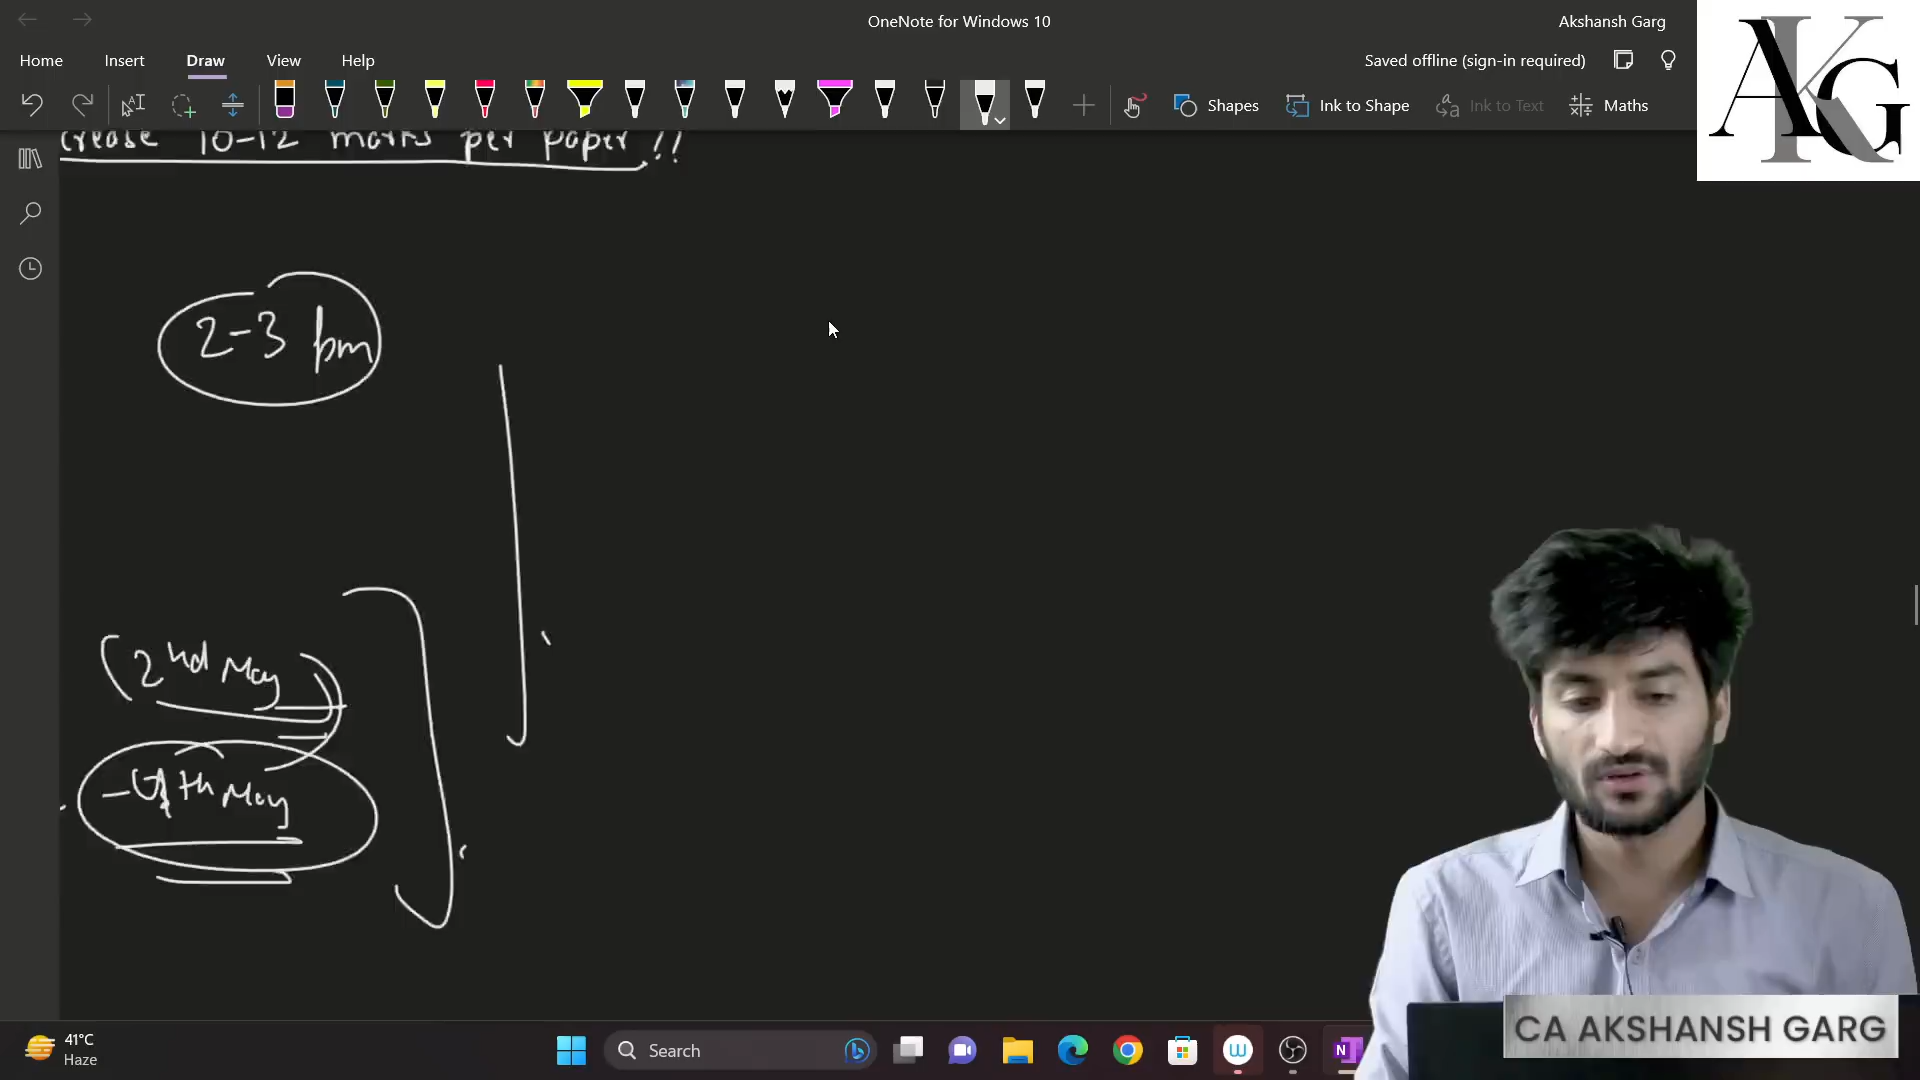 OneNote for Windows 10
Akshansh Garg
Home Insert Draw View Help
Saved offline (sign-in required)
Shapes Ink to Shape Ink to Text Maths
AKG
crease 10-12 marks per paper!!
2-3 pm
(2nd May)
4th May
CA AKSHANSH GARG
41°C
Haze
Search